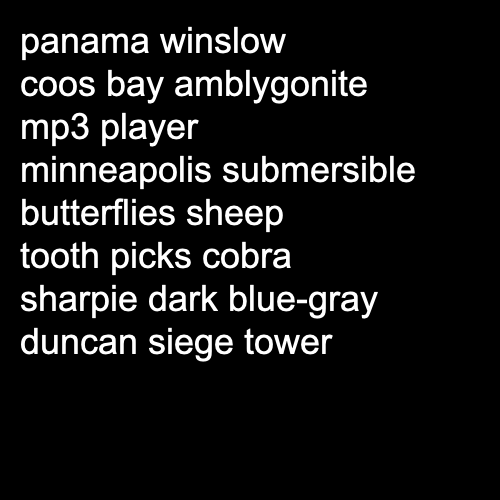 panama winslow
coos bay amblygonite
mp3 player
minneapolis submersible
butterflies sheep
tooth picks cobra
sharpie dark blue-gray
duncan siege tower